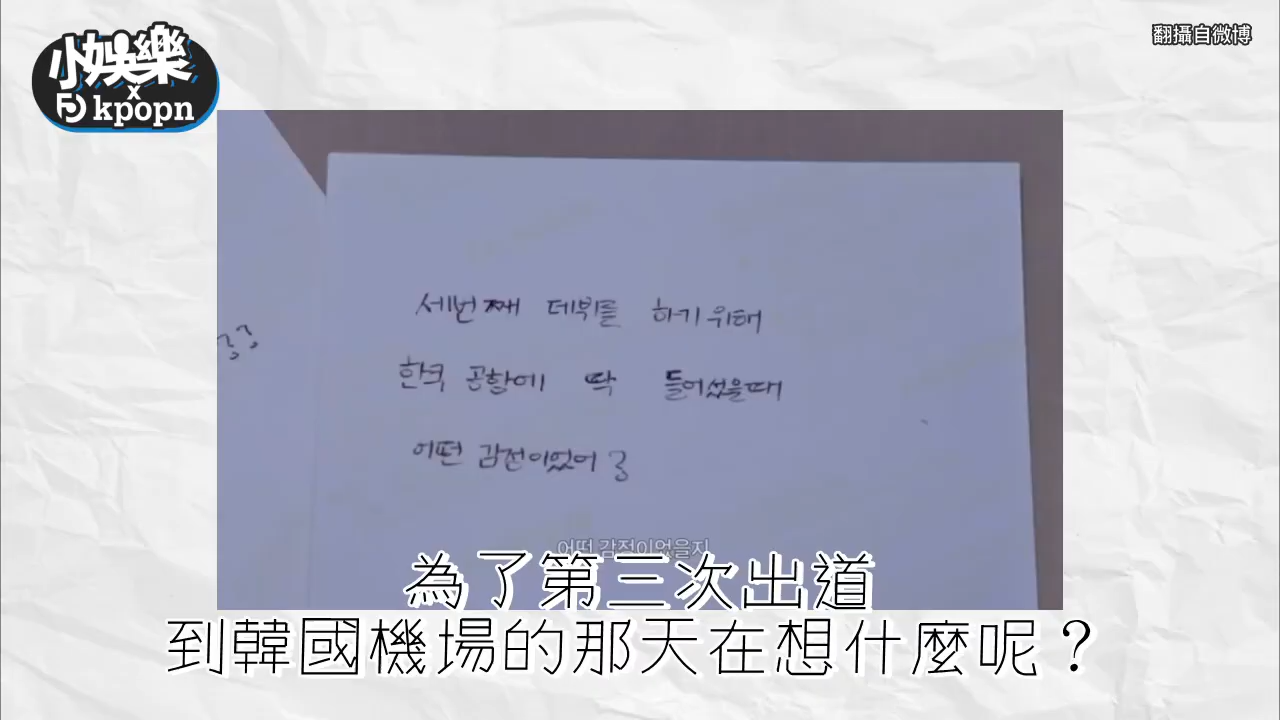 小娛樂
x
kpopn
翻攝自微博
세번째 데뷔를 하기위해
한국 공항에 딱 들어섰을때
어떤 감정이었어?
??
어떤 감정이었을지
為了第三次出道
到韓國機場的那天在想什麼呢？